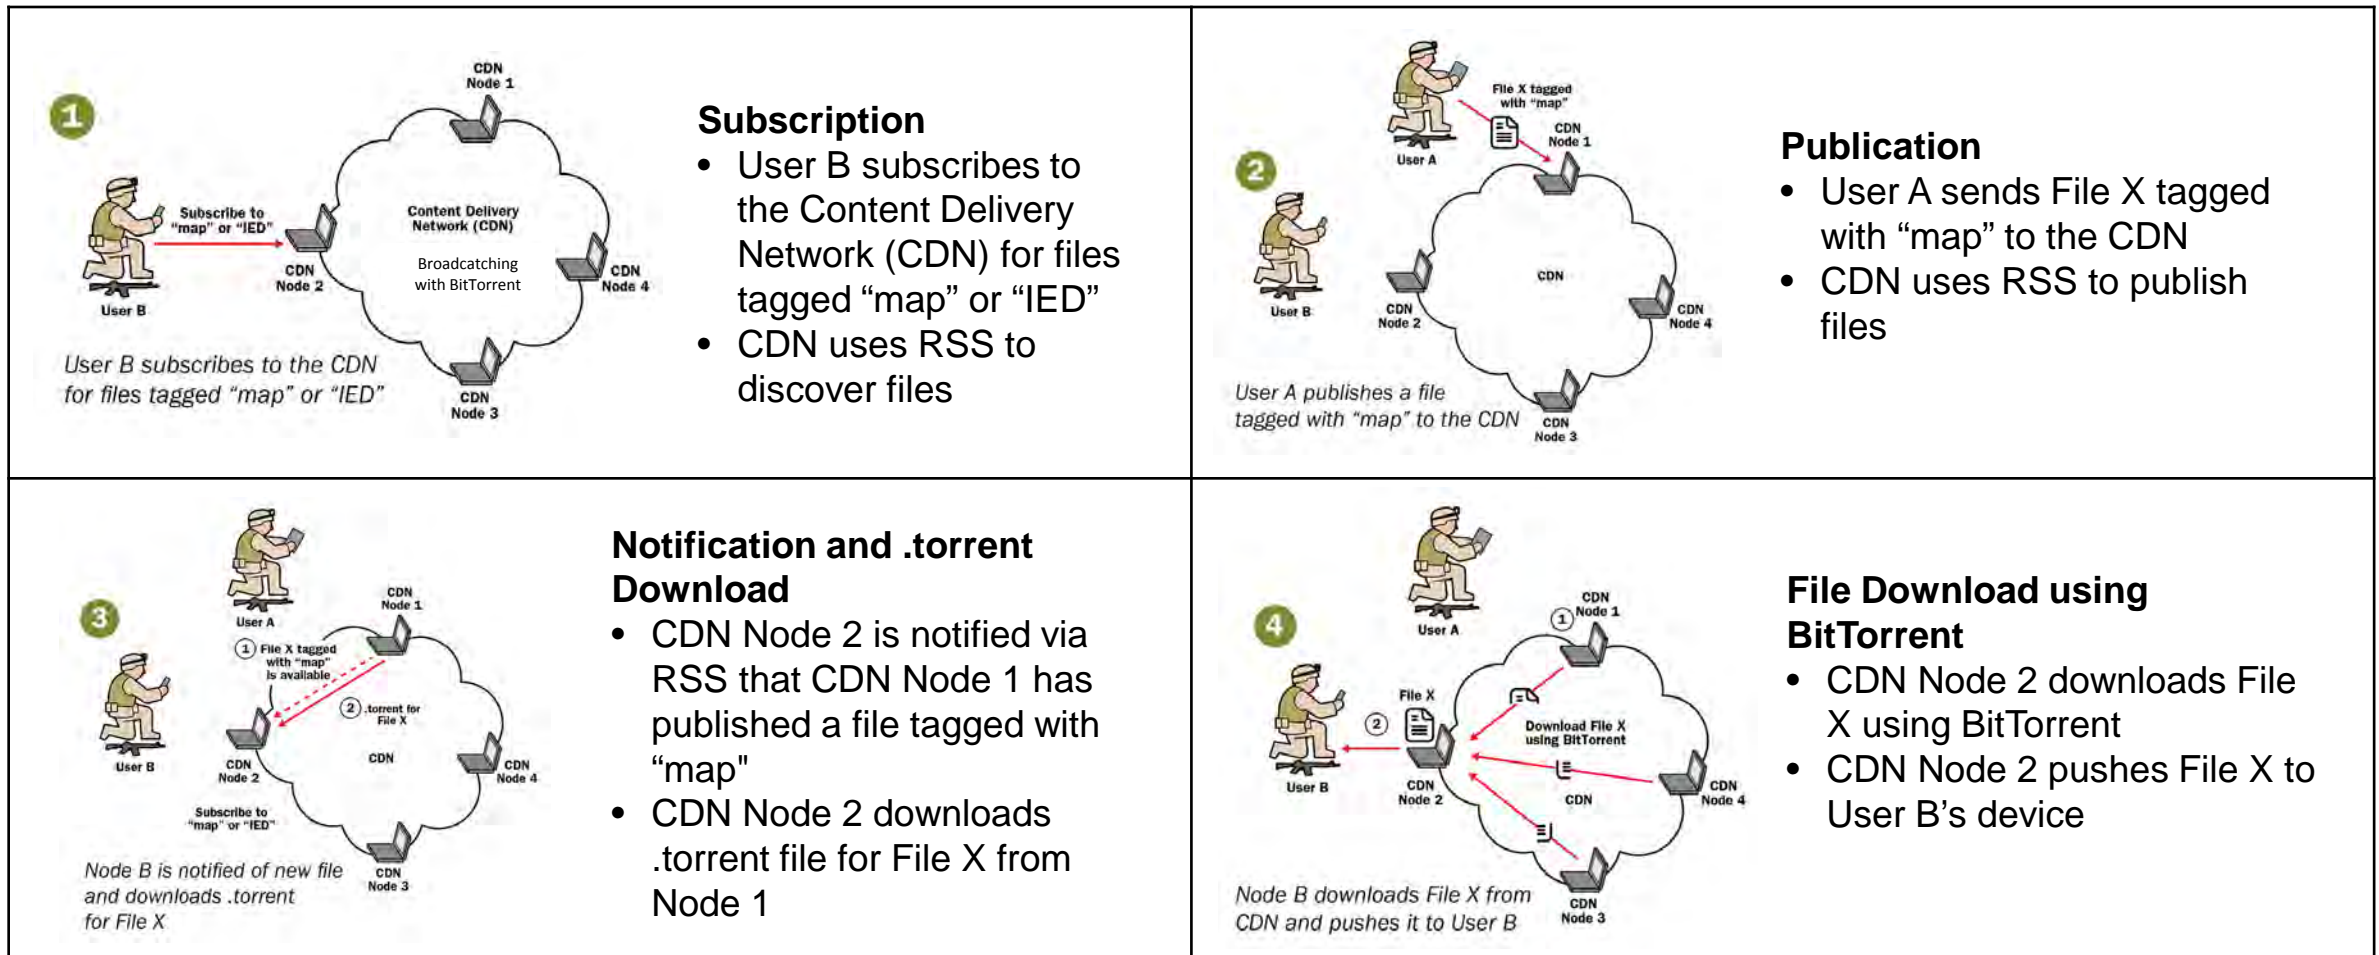 1
CDN
Node 1
Subscribe to
"map" or "IED"
Content Delivery
Network (CDN)
Broadcatching
with BitTorrent
CDN
Node 2
CDN
Node 4
User B
CDN
Node 3
User B subscribes to the CDN
for files tagged "map" or "IED"
Subscription
• User B subscribes to
the Content Delivery
Network (CDN) for files
tagged “map” or “IED”
• CDN uses RSS to
discover files
2
File X tagged
with "map"
User A
CDN
Node 1
User B
CDN
CDN
Node 2
CDN
Node 4
CDN
Node 3
User A publishes a file
tagged with "map" to the CDN
Publication
• User A sends File X tagged
with “map” to the CDN
• CDN uses RSS to publish
files
3
User A
CDN
Node 1
1 File X tagged
with "map"
is available
2 .torrent for
File X
CDN
User B
CDN
Node 2
CDN
Node 4
Subscribe to
"map" or "IED"
CDN
Node 3
Node B is notified of new file
and downloads .torrent
for File X
Notification and .torrent
Download
• CDN Node 2 is notified via
RSS that CDN Node 1 has
published a file tagged with
“map"
• CDN Node 2 downloads
.torrent file for File X from
Node 1
4
User A
1
CDN
Node 1
File X
2
Download File X
using BitTorrent
User B
CDN
Node 2
CDN
CDN
Node 4
CDN
Node 3
Node B downloads File X from
CDN and pushes it to User B
File Download using
BitTorrent
• CDN Node 2 downloads File
X using BitTorrent
• CDN Node 2 pushes File X to
User B’s device